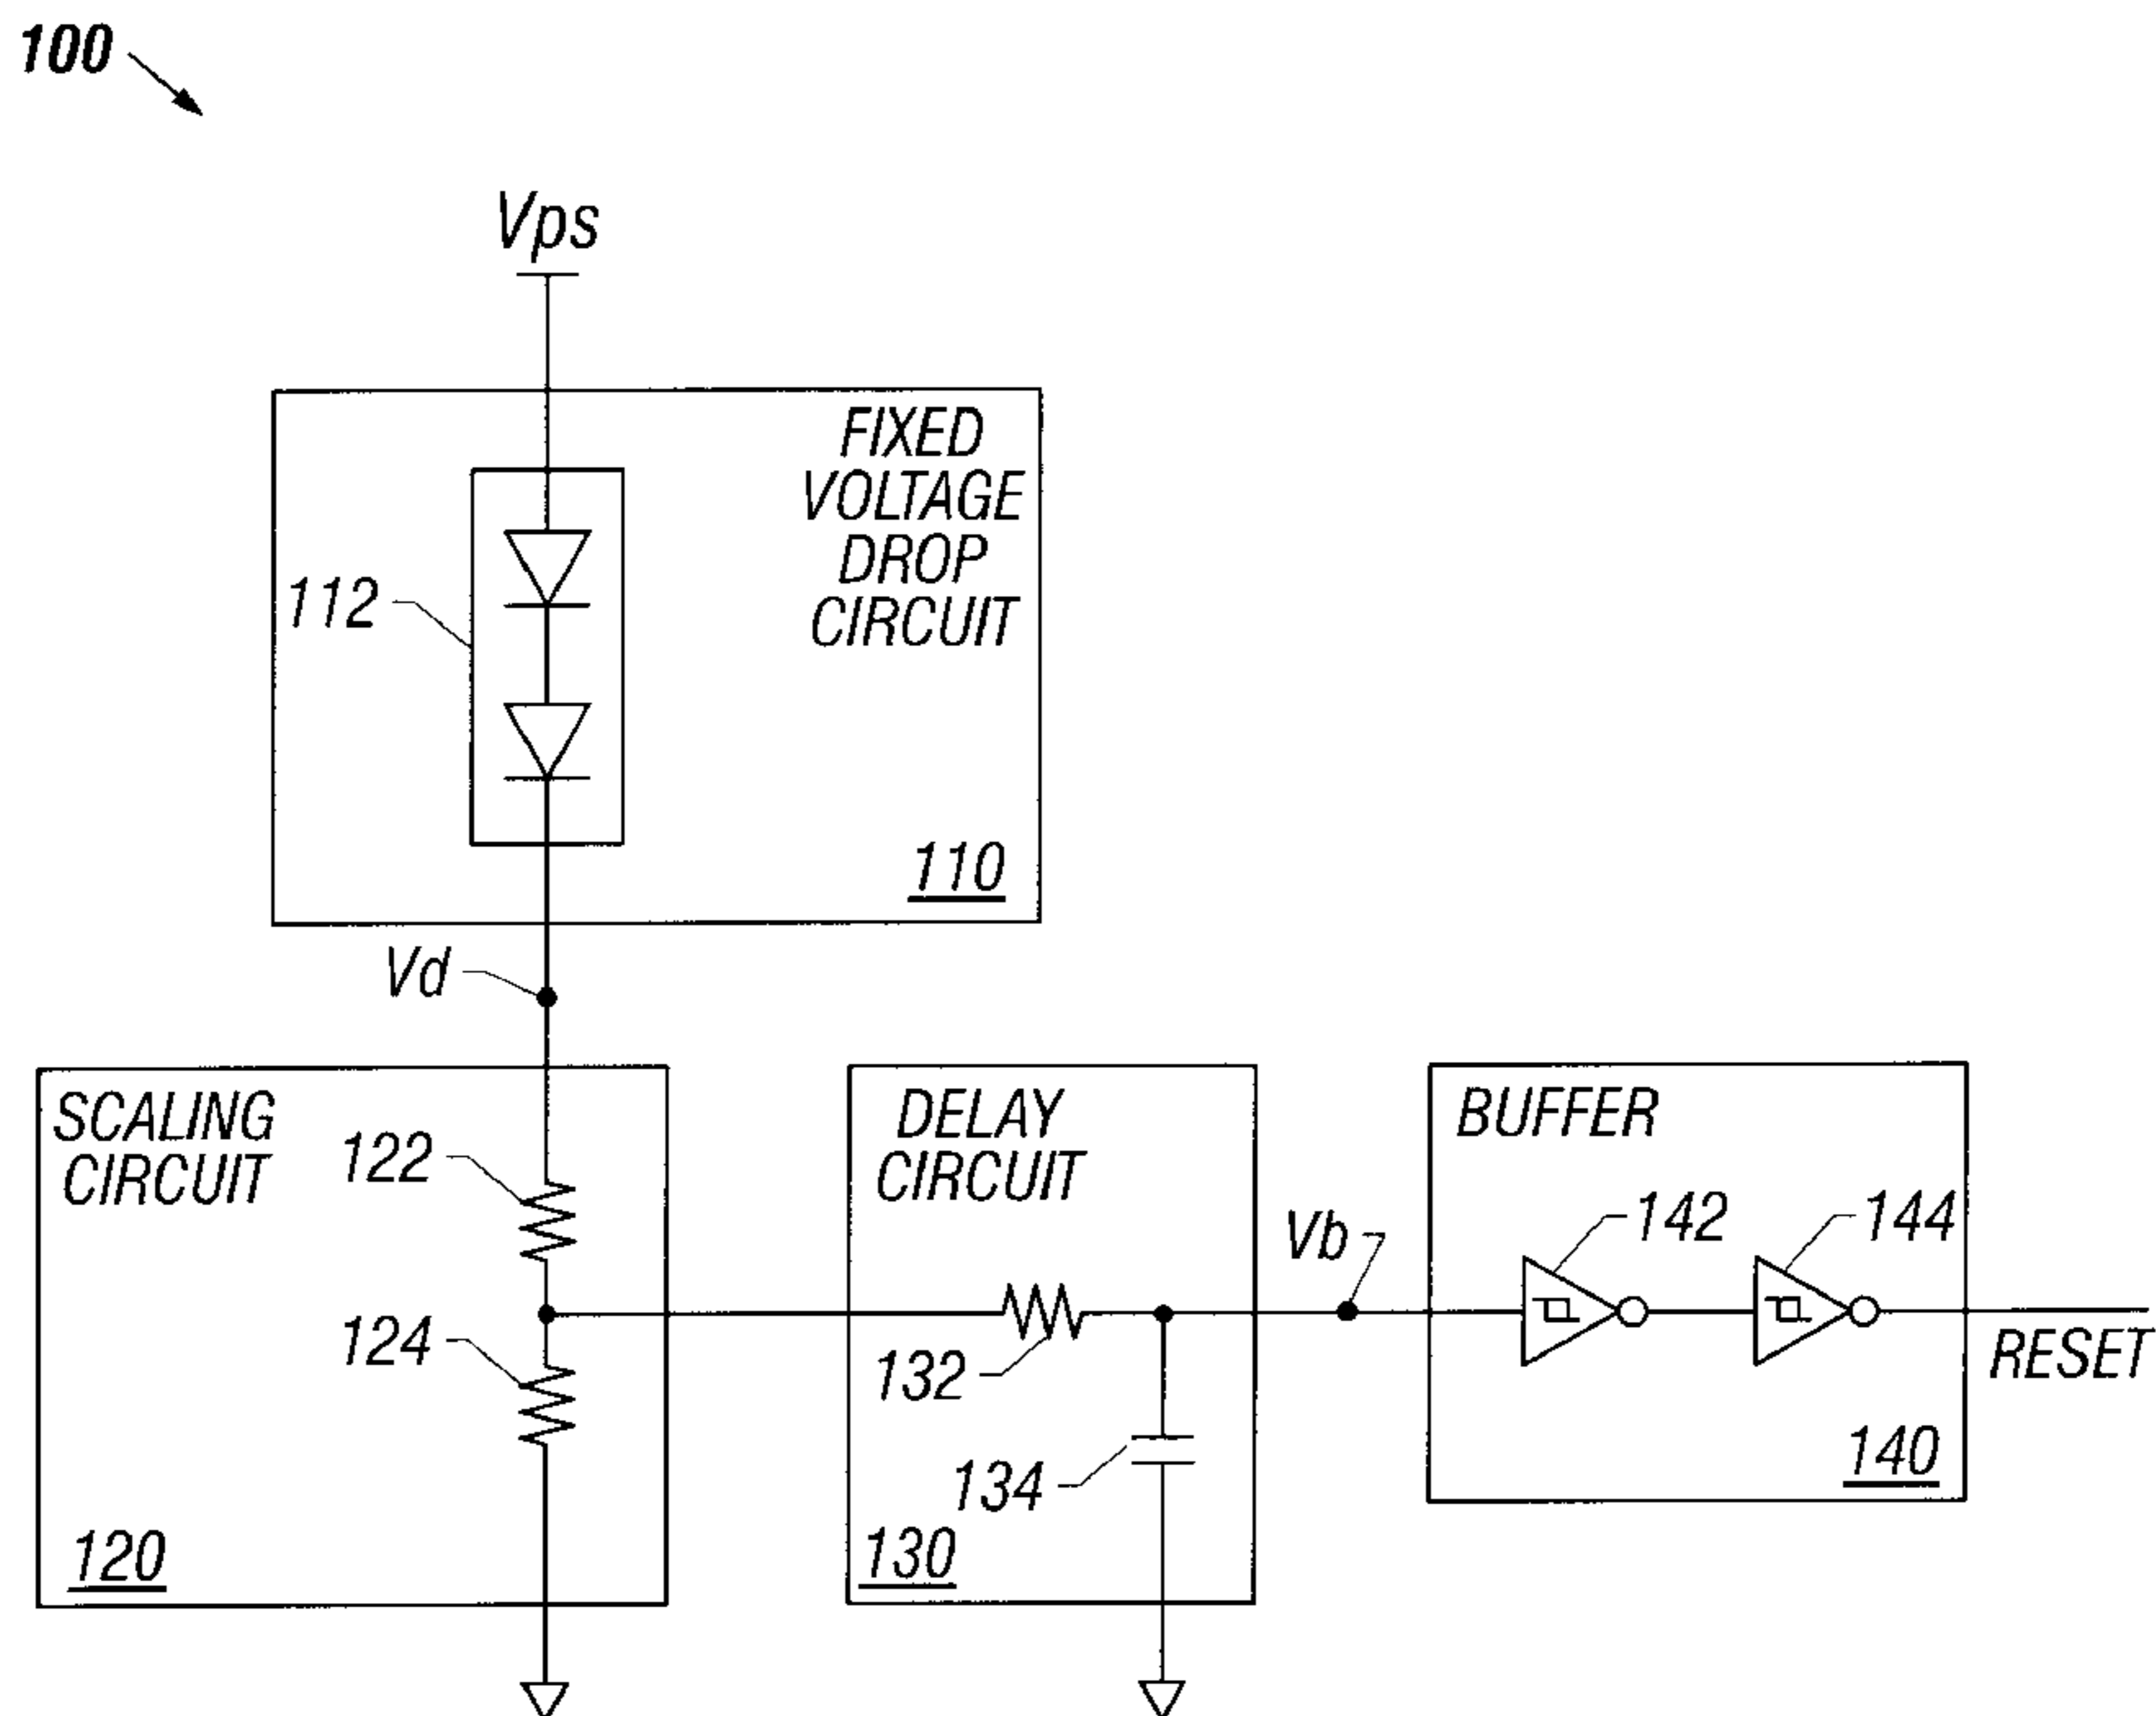 100
Vps
FIXED
VOLTAGE
DROP
CIRCUIT
112
110
Vd
SCALING
CIRCUIT
122
124
120
DELAY
CIRCUIT
132
134
130
Vb
BUFFER
142
144
140
RESET